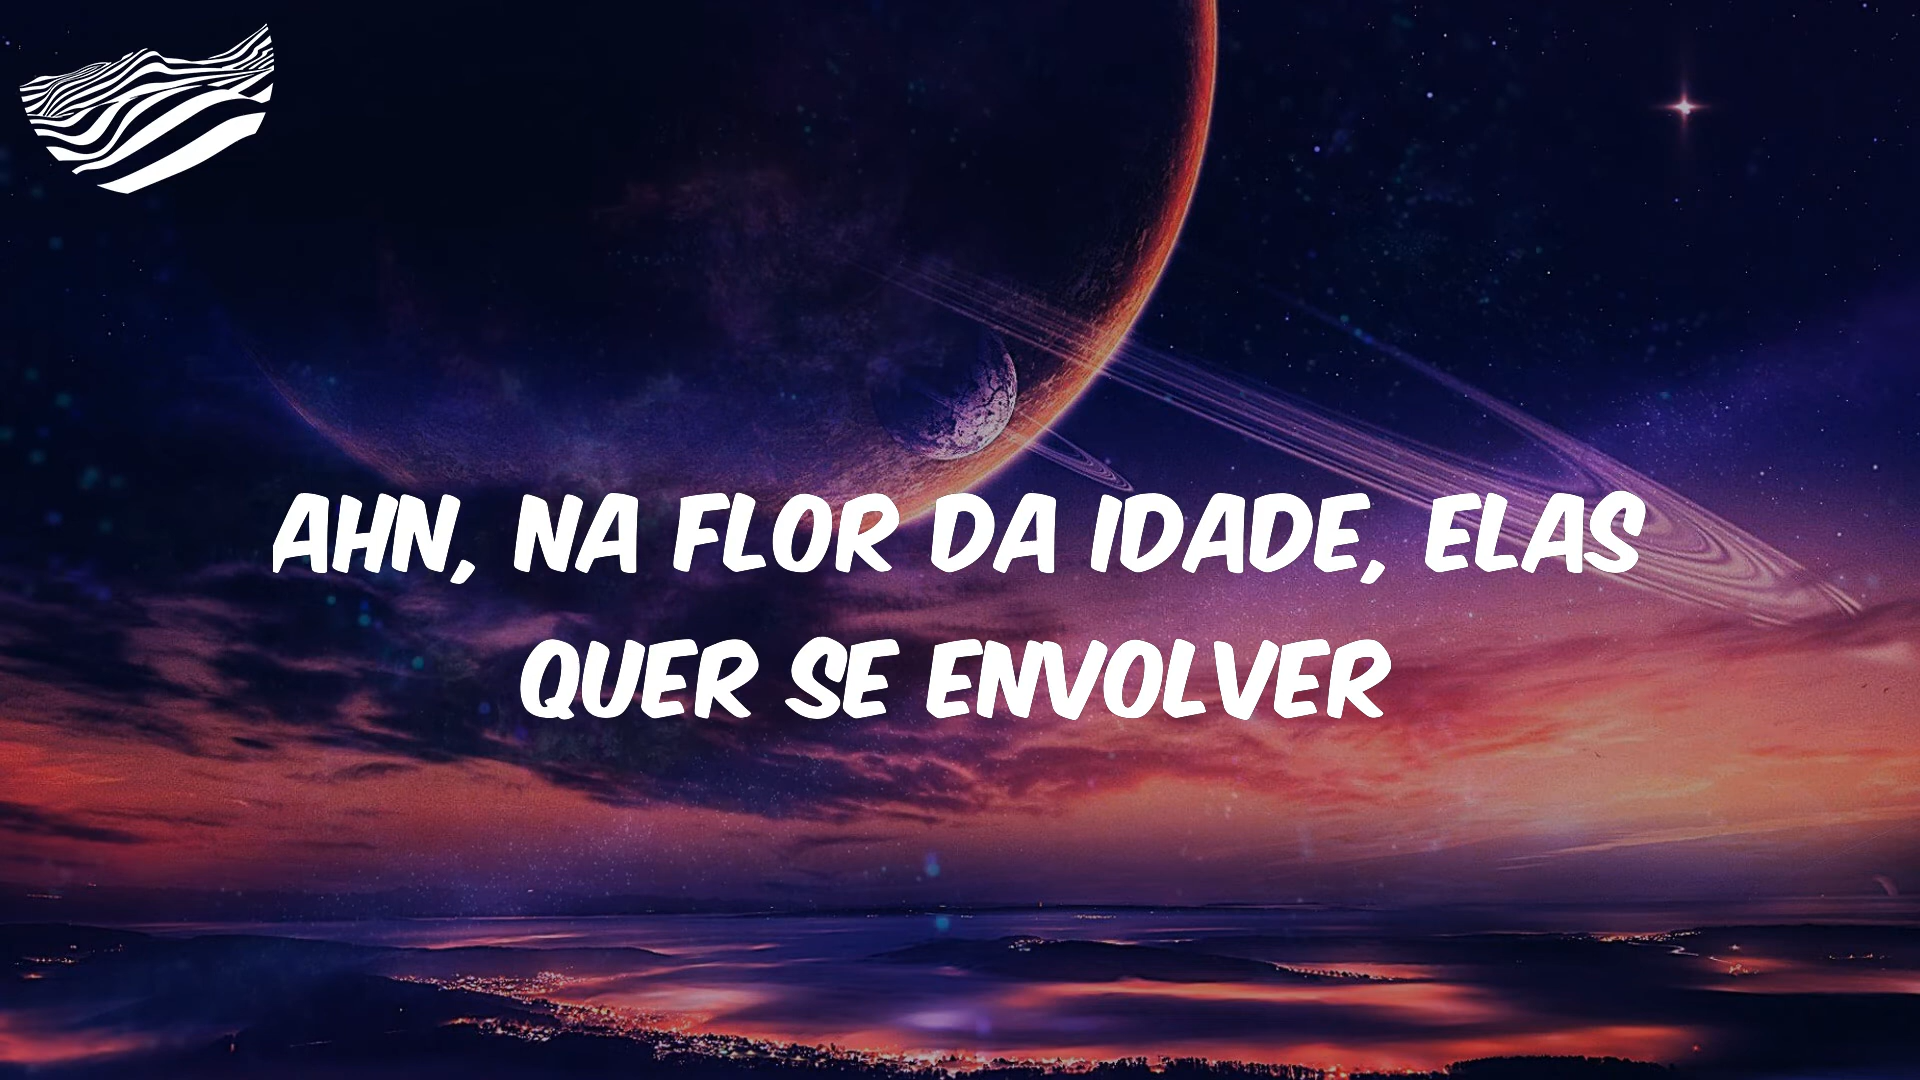 AHN, NA FLOR DA IDADE, ELAS
QUER SE ENVOLVER